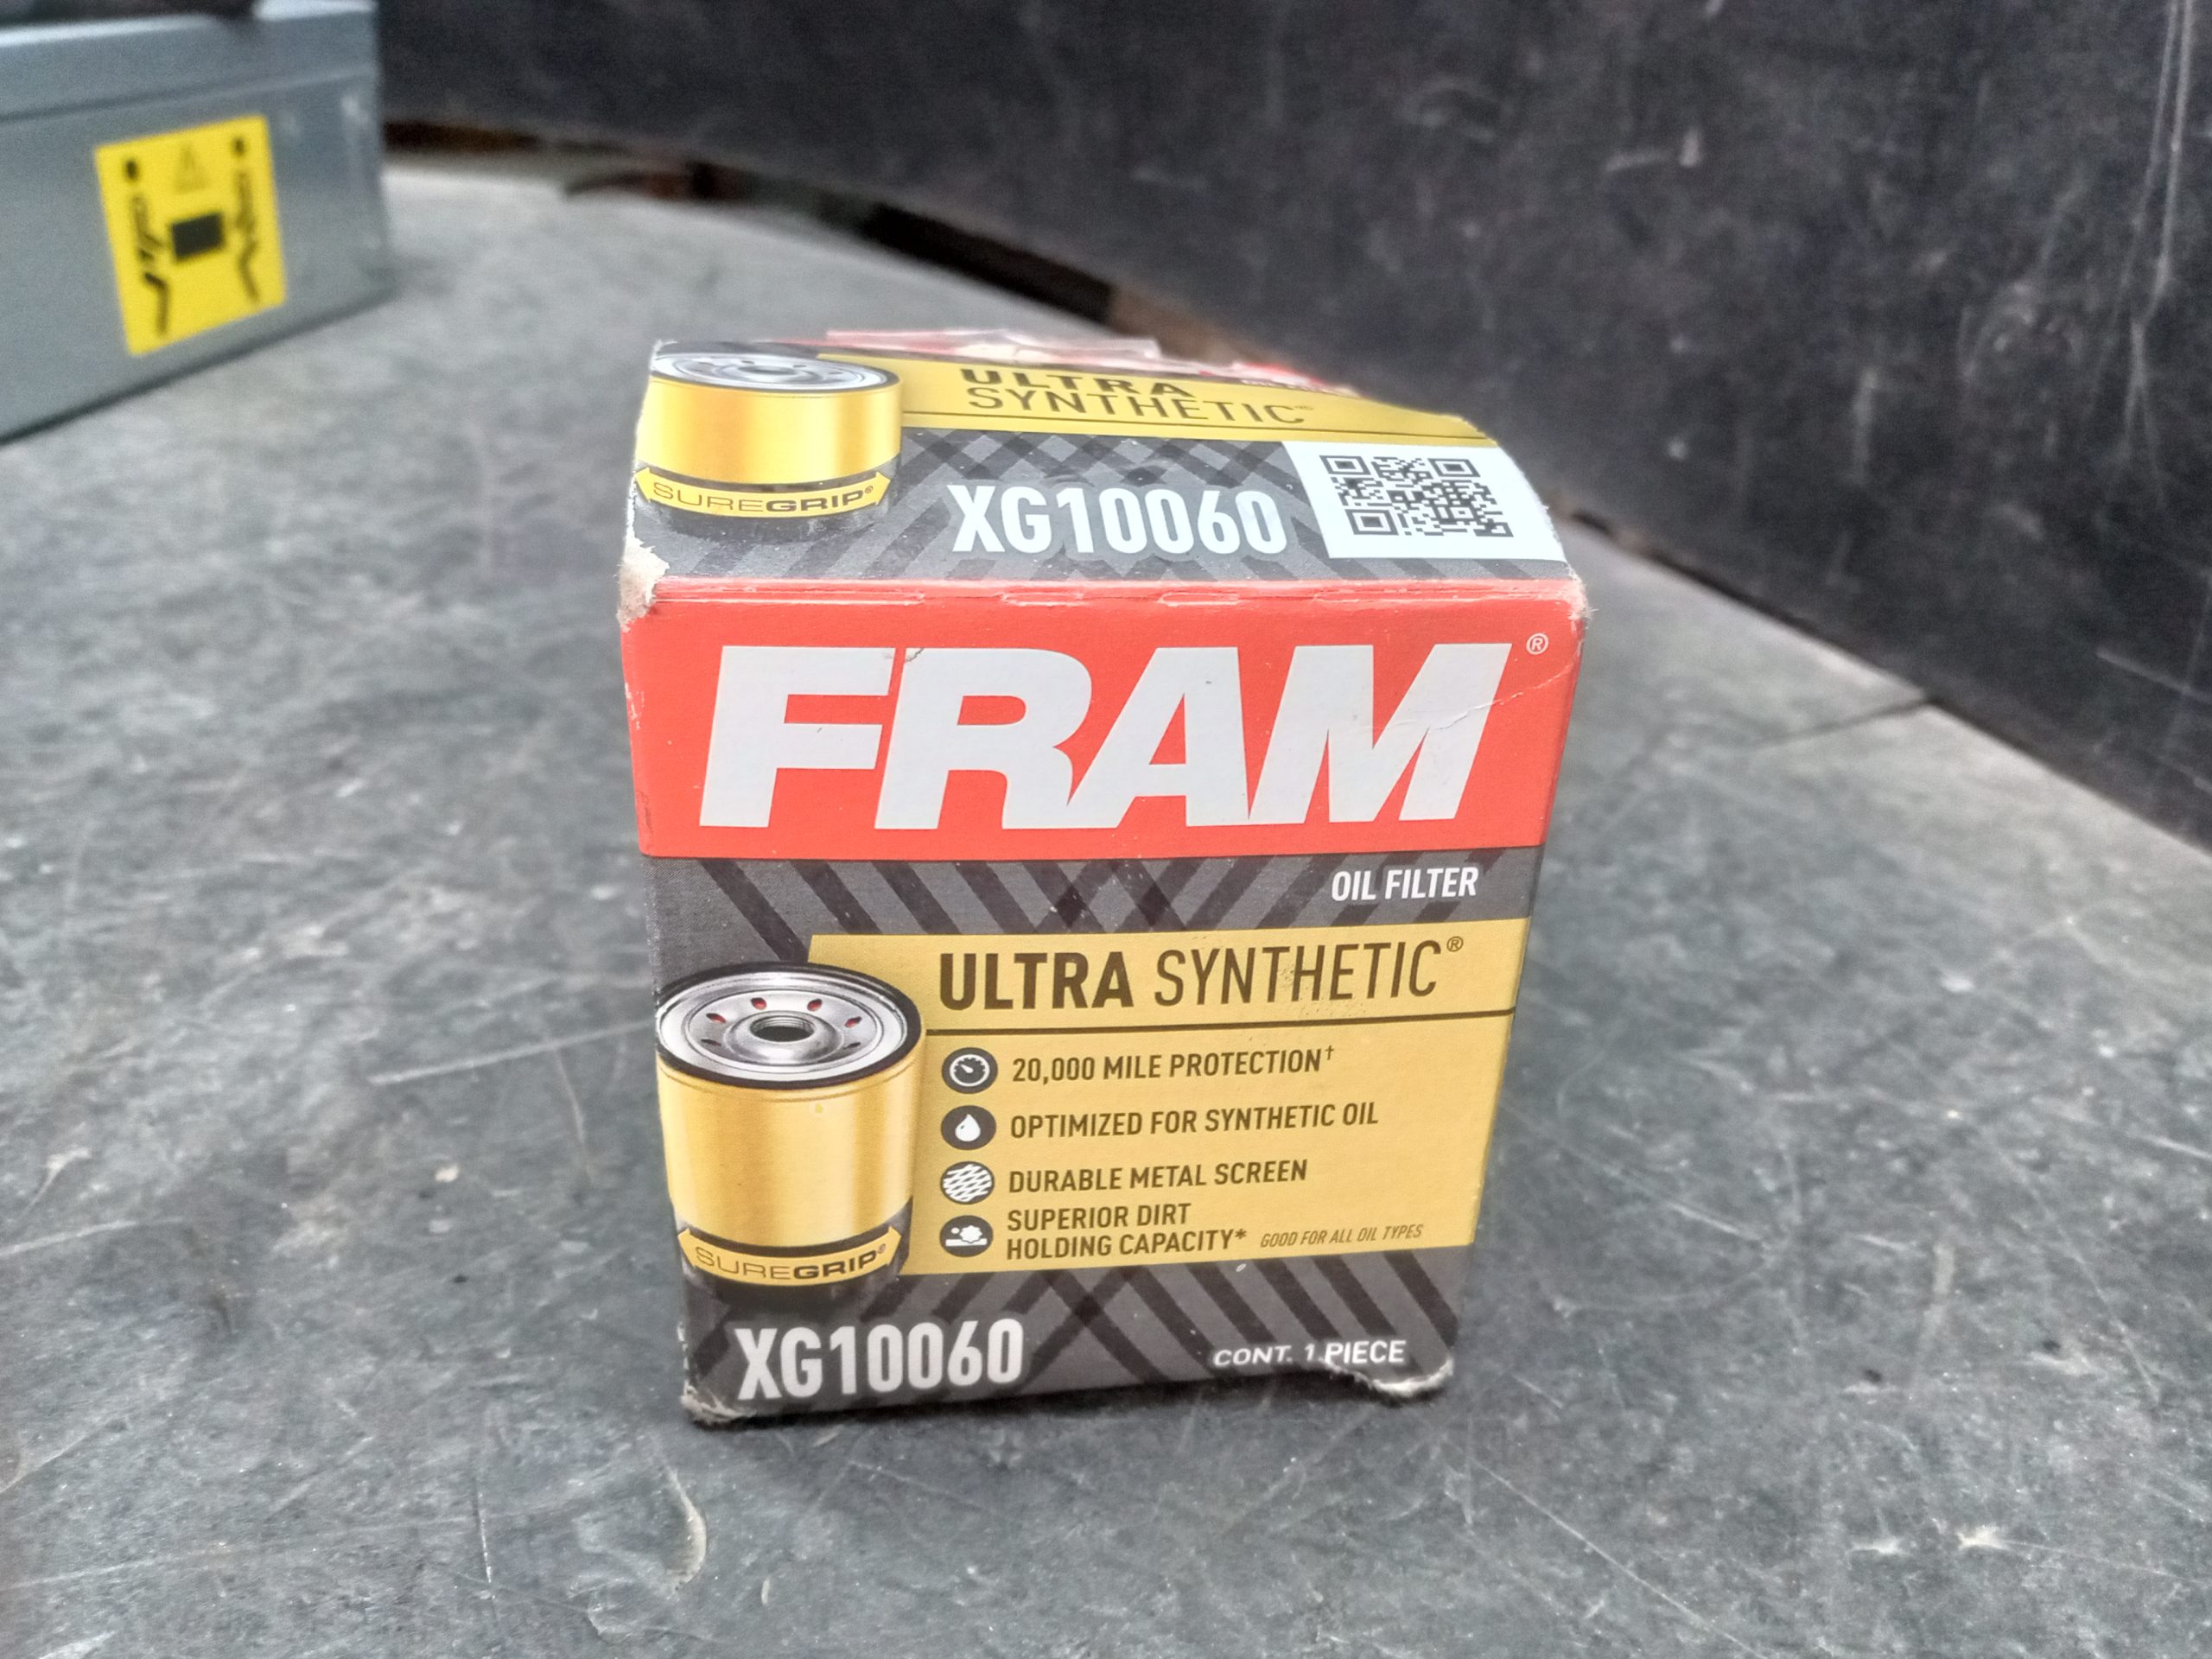 ULTRA
SYNTHETIC®
SUREGRIP®
XG10060
FRAM®
OIL FILTER
ULTRA SYNTHETIC®
20,000 MILE PROTECTION†
OPTIMIZED FOR SYNTHETIC OIL
DURABLE METAL SCREEN
SUPERIOR DIRT
HOLDING CAPACITY* GOOD FOR ALL OIL TYPES
SUREGRIP®
XG10060
CONT. 1 PIECE